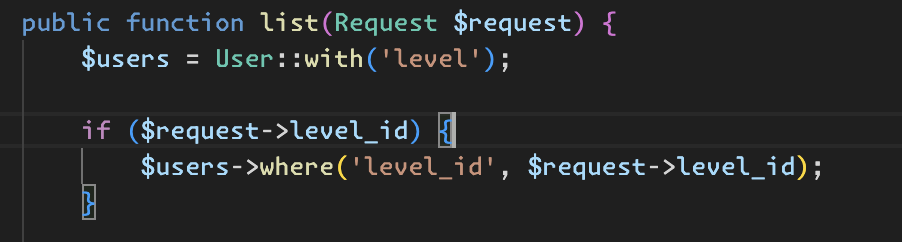 public function list(Request $request) {
$users = User::with('level');
if ($request->level_id) {
$users->where('level_id', $request->level_id);
}